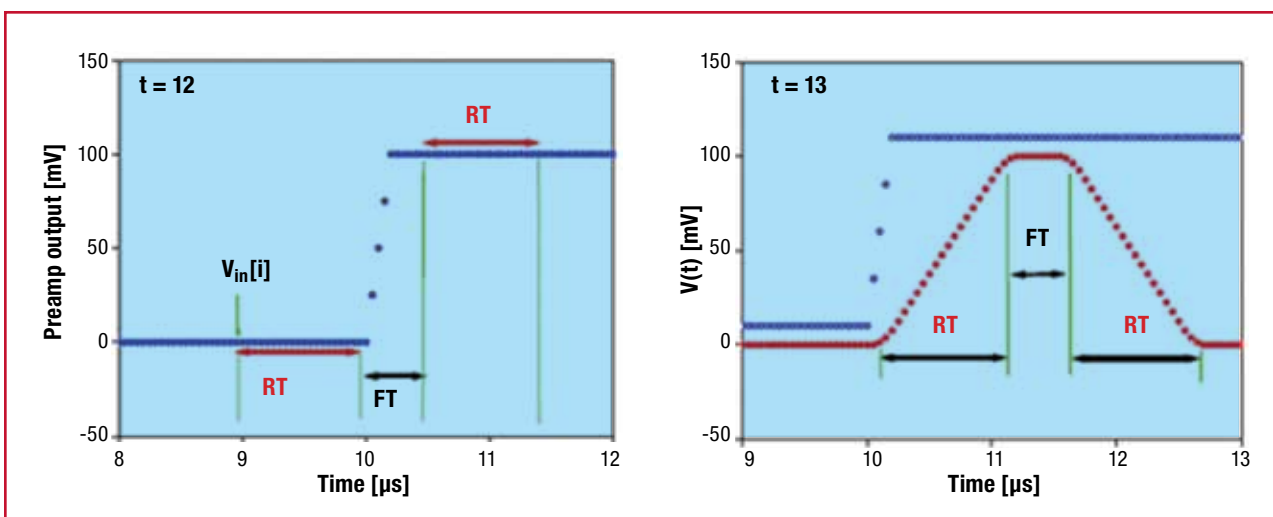 150
t = 12
RT
100
50
V_in[i]
0
RT
FT
-50
8
9
10
11
12
Preamp output [mV]
Time [µs]
150
t = 13
100
50
FT
RT
RT
0
-50
9
10
11
12
13
V(t) [mV]
Time [µs]